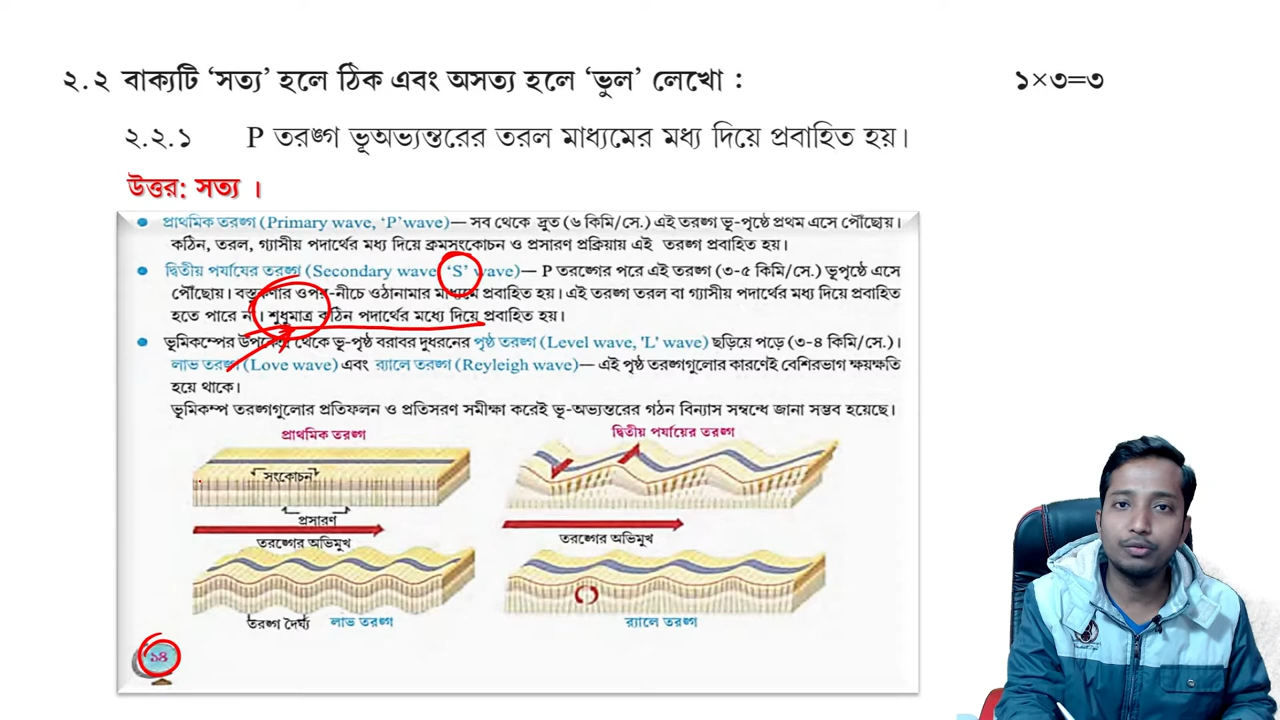 ২.২ বাক্যটি ‘সত্য’ হলে ঠিক এবং অসত্য হলে ‘ভুল’ লেখো : ১×৩=৩
২.২.১ P তরঙ্গ ভূঅভ্যন্তরের তরল মাধ্যমের মধ্য দিয়ে প্রবাহিত হয়।
উত্তর: সত্য ।
প্রাথমিক তরঙ্গ (Primary wave, ‘P’wave)— সব থেকে দ্রুত (৬ কিমি/সে.) এই তরঙ্গ ভূ-পৃষ্ঠে প্রথম এসে পৌঁছোয়।
কঠিন, তরল, গ্যাসীয় পদার্থের মধ্য দিয়ে ক্রমসংকোচন ও প্রসারণ প্রক্রিয়ায় এই তরঙ্গ প্রবাহিত হয়।
দ্বিতীয় পর্যাযের তরঙ্গ (Secondary wave, ‘S’ wave)— P তরঙ্গের পরে এই তরঙ্গ (৩-৫ কিমি/সে.) ভূপৃষ্ঠে এসে
পৌঁছোয়। বস্তুকণার ওপর-নীচে ওঠানামার মাধ্যমে প্রবাহিত হয়। এই তরঙ্গ তরল বা গ্যাসীয় পদার্থের মধ্য দিয়ে প্রবাহিত
হতে পারে না। শুধুমাত্র কঠিন পদার্থের মধ্যে দিয়ে প্রবাহিত হয়।
ভূমিকম্পের উপকেন্দ্র থেকে ভূ-পৃষ্ঠ বরাবর দুধরনের পৃষ্ঠ তরঙ্গ (Level wave, 'L' wave) ছড়িয়ে পড়ে (৩-৪ কিমি/সে.)।
লাভ তরঙ্গ (Love wave) এবং র‍্যালে তরঙ্গ (Reyleigh wave)— এই পৃষ্ঠ তরঙ্গগুলোর কারণেই বেশিরভাগ ক্ষয়ক্ষতি
হয়ে থাকে।
ভূমিকম্প তরঙ্গগুলোর প্রতিফলন ও প্রতিসরণ সমীক্ষা করেই ভূ-অভ্যন্তরের গঠন বিন্যাস সম্বন্ধে জানা সম্ভব হয়েছে।
প্রাথমিক তরঙ্গ দ্বিতীয় পর্যায়ের তরঙ্গ
সংকোচন
প্রসারণ
তরঙ্গের অভিমুখ তরঙ্গের অভিমুখ
তরঙ্গ দৈর্ঘ্য লাভ তরঙ্গ র‍্যালে তরঙ্গ
১৪